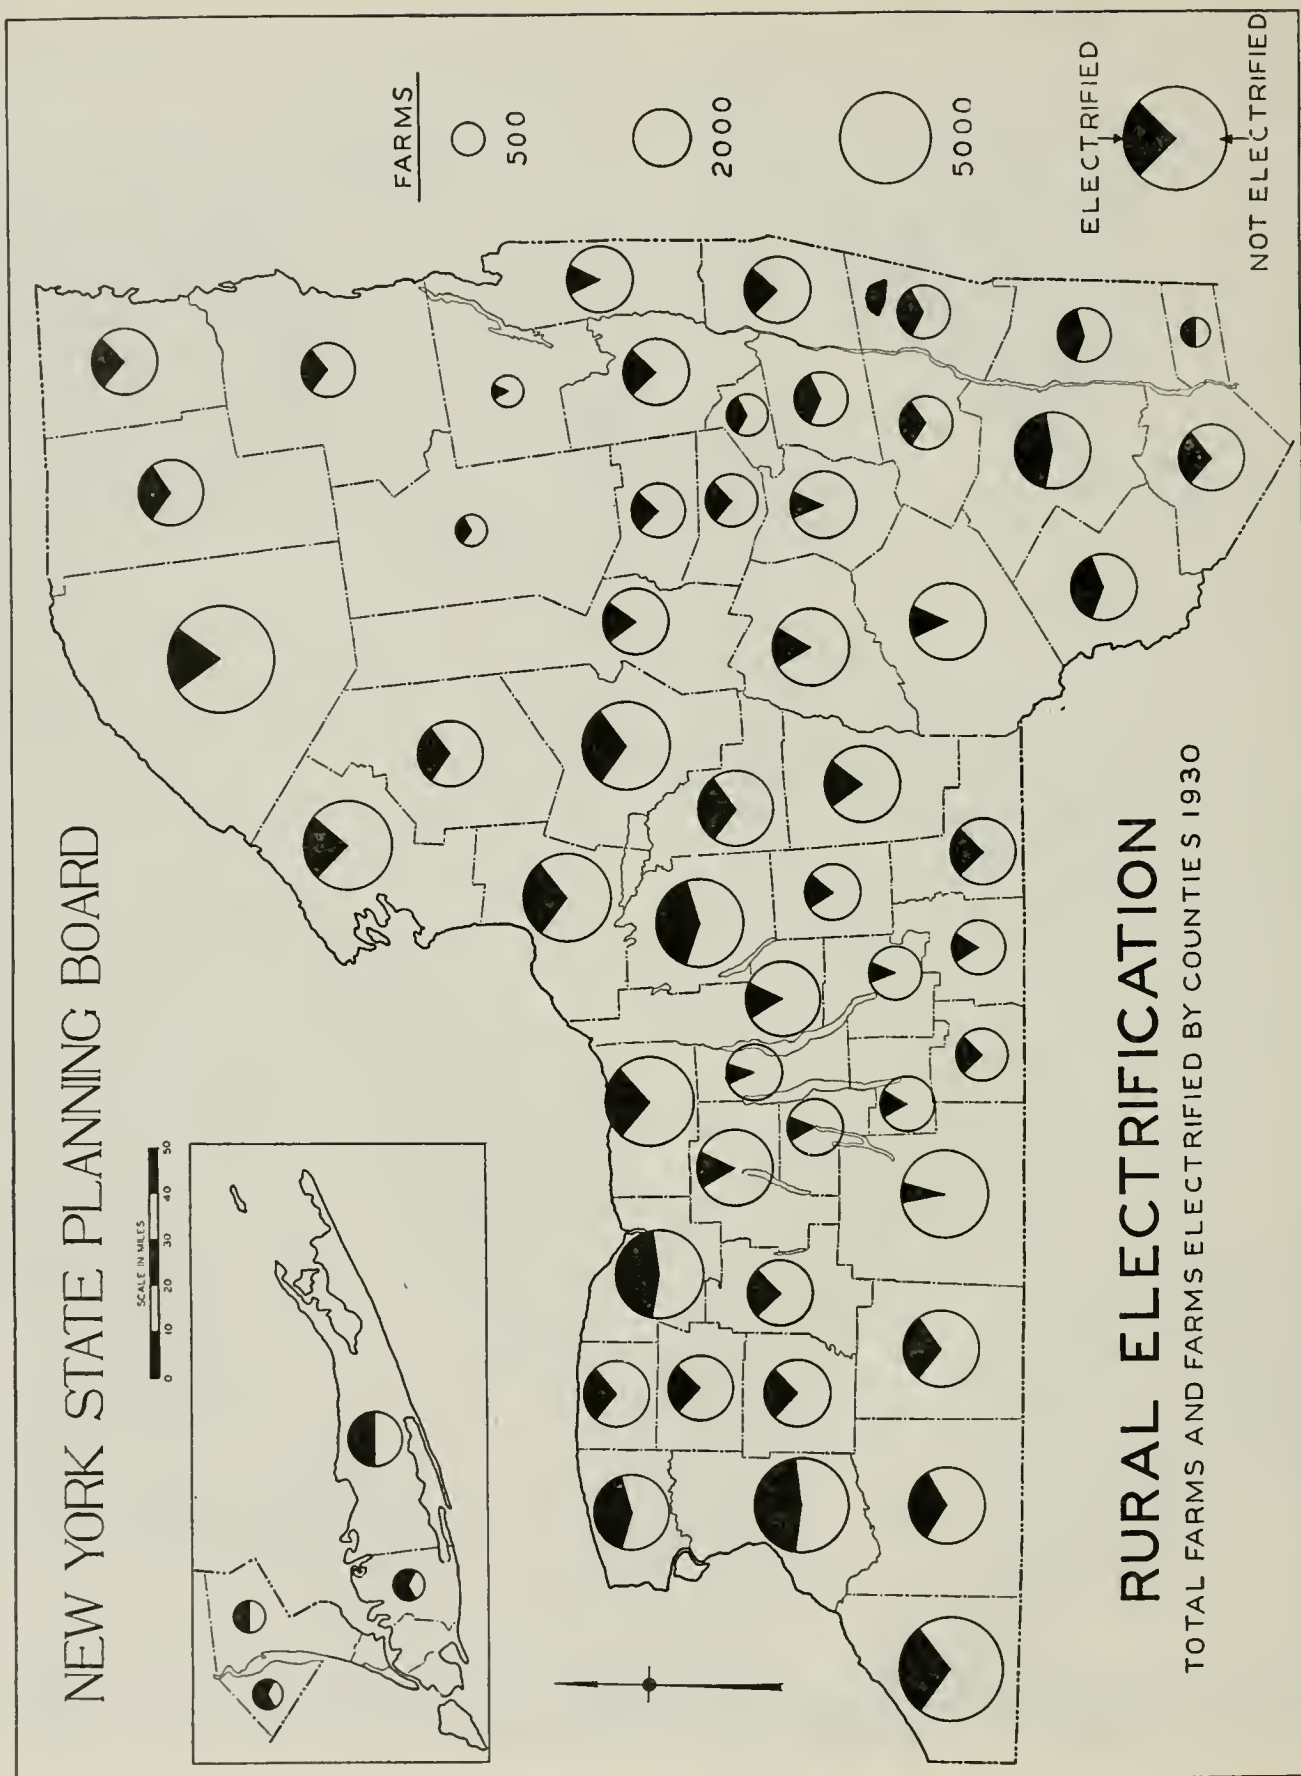 NEW YORK STATE PLANNING BOARD
SCALE IN MILES
0 10 20 30 40 50
FARMS
500
2000
5000
ELECTRIFIED
NOT ELECTRIFIED
RURAL ELECTRIFICATION
TOTAL FARMS AND FARMS ELECTRIFIED BY COUNTIES 1930